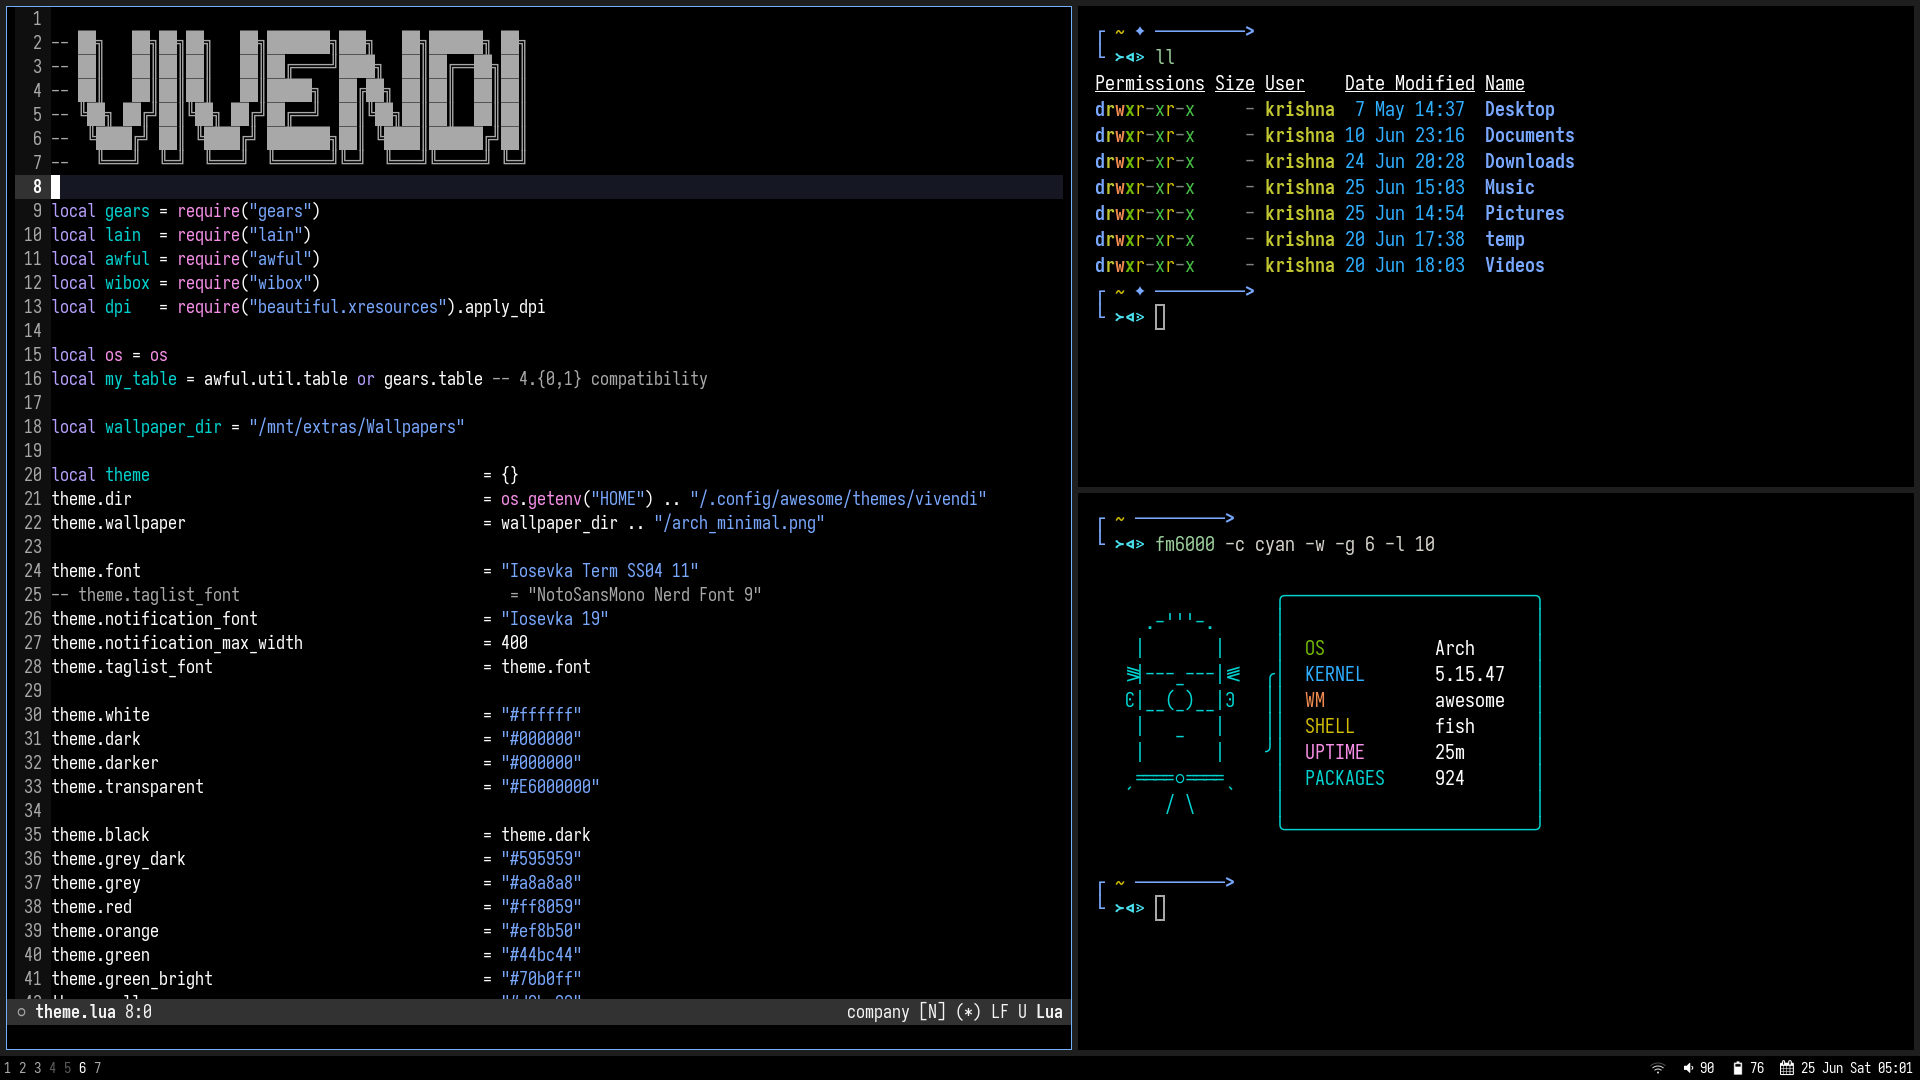 1
2 --
3 --
4 --
5 --
6 --
7 --
VIVENDI
8
9 local gears = require("gears")
10 local lain  = require("lain")
11 local awful = require("awful")
12 local wibox = require("wibox")
13 local dpi   = require("beautiful.xresources").apply_dpi
14
15 local os = os
16 local my_table = awful.util.table or gears.table -- 4.{0,1} compatibility
17
18 local wallpaper_dir = "/mnt/extras/Wallpapers"
19
20 local theme = {}
21 theme.dir = os.getenv("HOME") .. "/.config/awesome/themes/vivendi"
22 theme.wallpaper = wallpaper_dir .. "/arch_minimal.png"
23
24 theme.font = "Iosevka Term SS04 11"
25 -- theme.taglist_font = "NotoSansMono Nerd Font 9"
26 theme.notification_font = "Iosevka 19"
27 theme.notification_max_width = 400
28 theme.taglist_font = theme.font
29
30 theme.white = "#ffffff"
31 theme.dark = "#000000"
32 theme.darker = "#000000"
33 theme.transparent = "#E6000000"
34
35 theme.black = theme.dark
36 theme.grey_dark = "#595959"
37 theme.grey = "#a8a8a8"
38 theme.red = "#ff8059"
39 theme.orange = "#ef8b50"
40 theme.green = "#44bc44"
41 theme.green_bright = "#70b0ff"
theme.lua 8:0 company [N] (*) LF U Lua
~
ll
Permissions Size User Date Modified Name
drwxr-xr-x - krishna 7 May 14:37 Desktop
drwxr-xr-x - krishna 10 Jun 23:16 Documents
drwxr-xr-x - krishna 24 Jun 20:28 Downloads
drwxr-xr-x - krishna 25 Jun 15:03 Music
drwxr-xr-x - krishna 25 Jun 14:54 Pictures
drwxr-xr-x - krishna 20 Jun 17:38 temp
drwxr-xr-x - krishna 20 Jun 18:03 Videos
~
~
fm6000 -c cyan -w -g 6 -l 10
OS Arch
KERNEL 5.15.47
WM awesome
SHELL fish
UPTIME 25m
PACKAGES 924
~
1 2 3 4 5 6 7
90 76 25 Jun Sat 05:01